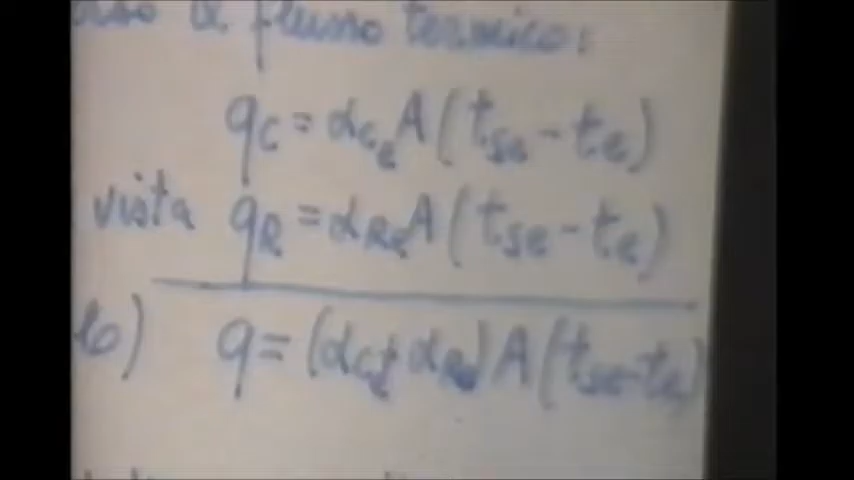 flusso termico:
qc = αce A (tse - te)
vista qR = αRe A (tse - te)
q = (αce + αRe) A (tse - te)